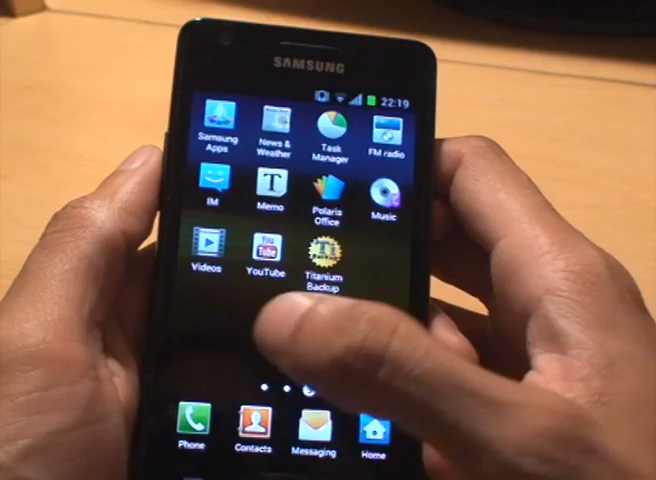 SAMSUNG
22:19
Samsung
Apps
News &
Weather
Task
Manager
FM radio
IM
T
Memo
Polaris
Office
Music
Videos
You
Tube
YouTube
T
Titanium
Backup
Phone
Contacts
Messaging
Home